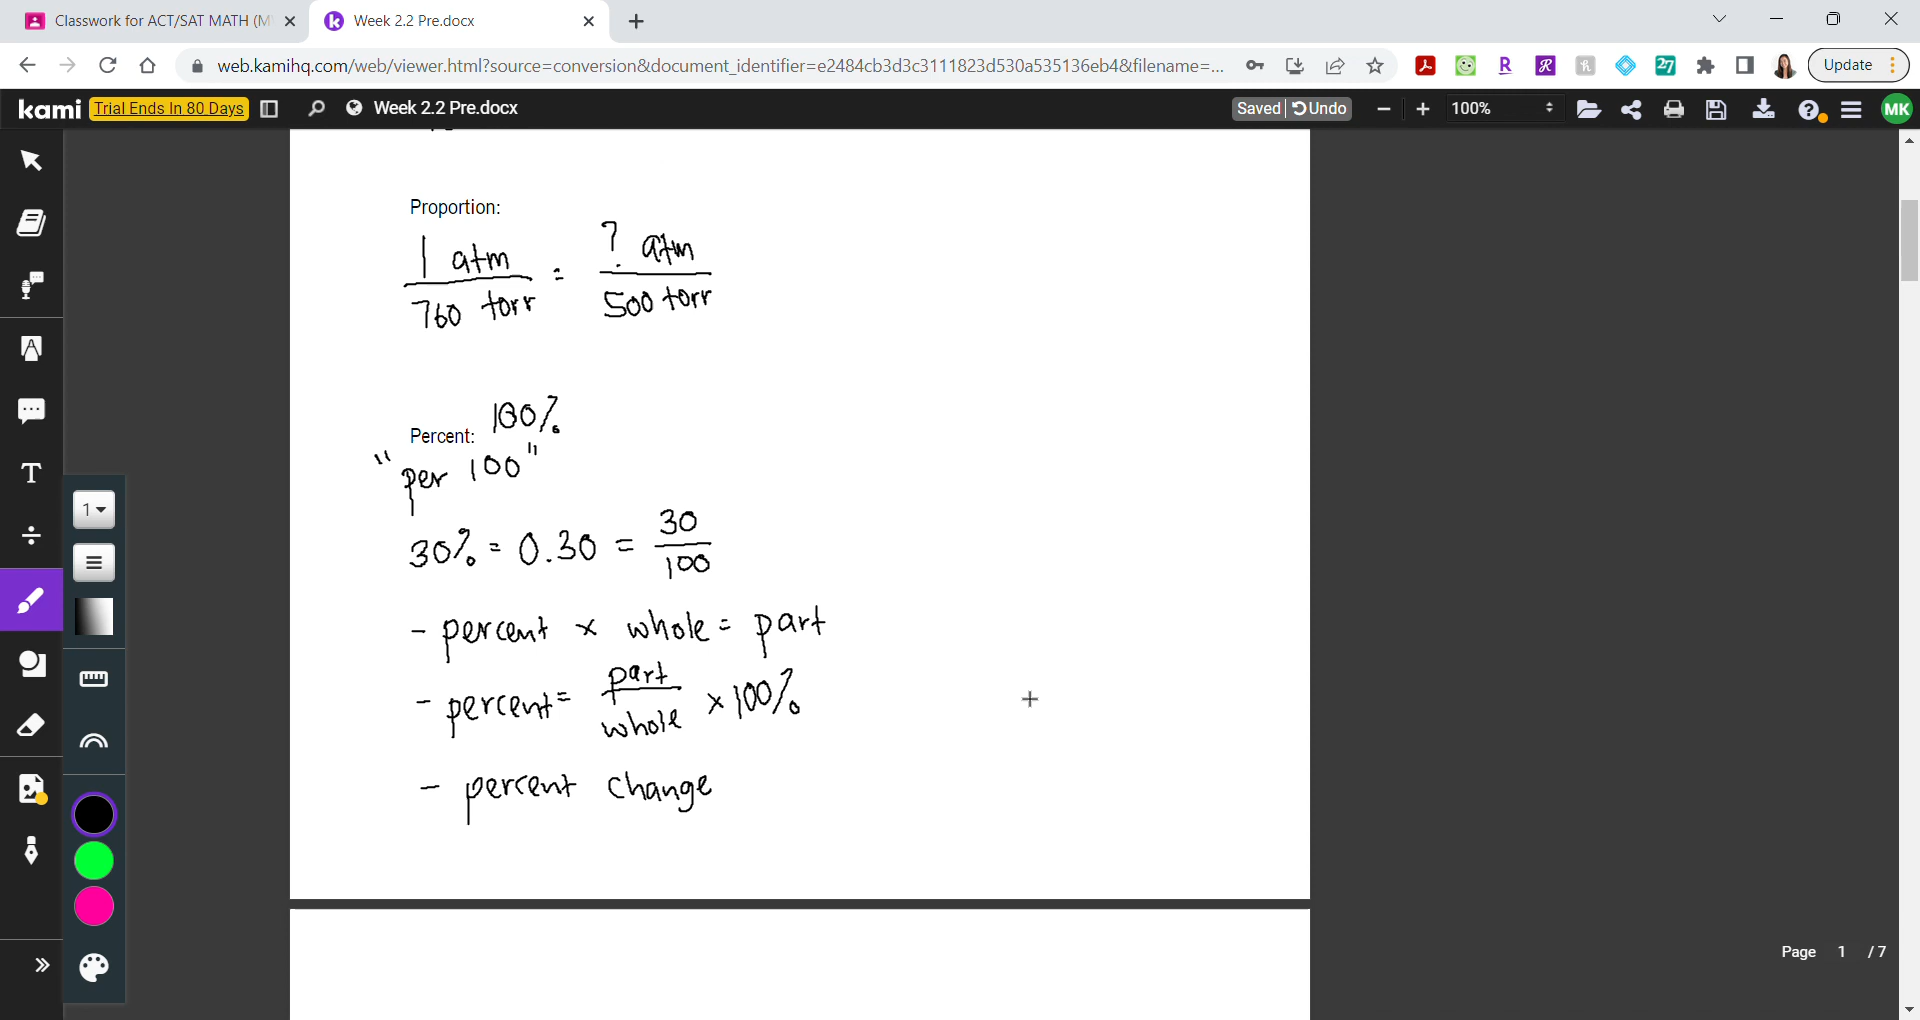 Classwork for ACT/SAT MATH (M
Week 2.2 Pre.docx
web.kamihq.com/web/viewer.html?source=conversion&document_identifier=e2484cb3d3c3111823d530a535136eb4&filename=...
Update
kami Trial Ends In 80 Days
Week 2.2 Pre.docx
Saved Undo
100%
MK
Proportion:
1 atm / 760 torr = ? atm / 500 torr
Percent: 100%
"per 100"
30% = 0.30 = 30/100
- percent x whole = part
- percent = part/whole x 100%
- percent change
1
Page 1 / 7